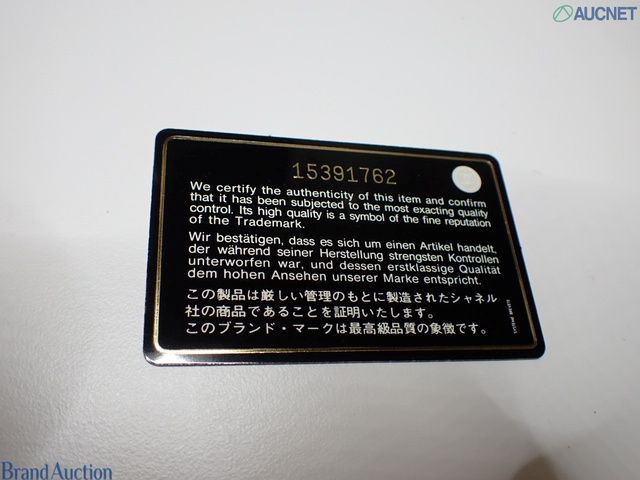 AUCNET
15391762
We certify the authenticity of this item and confirm
that it has been subjected to the most exacting quality
control. Its high quality is a symbol of the fine reputation
of the Trademark.
Wir bestätigen, dass es sich um einen Artikel handelt,
der während seiner Herstellung strengsten Kontrollen
unterworfen war, und dessen erstklassige Qualität
dem hohen Ansehen unserer Marke entspricht.
この製品は厳しい管理のもとに製造されたシャネル
社の商品であることを証明いたします。
このブランド・マークは最高級品質の象徴です。
BrandAuction